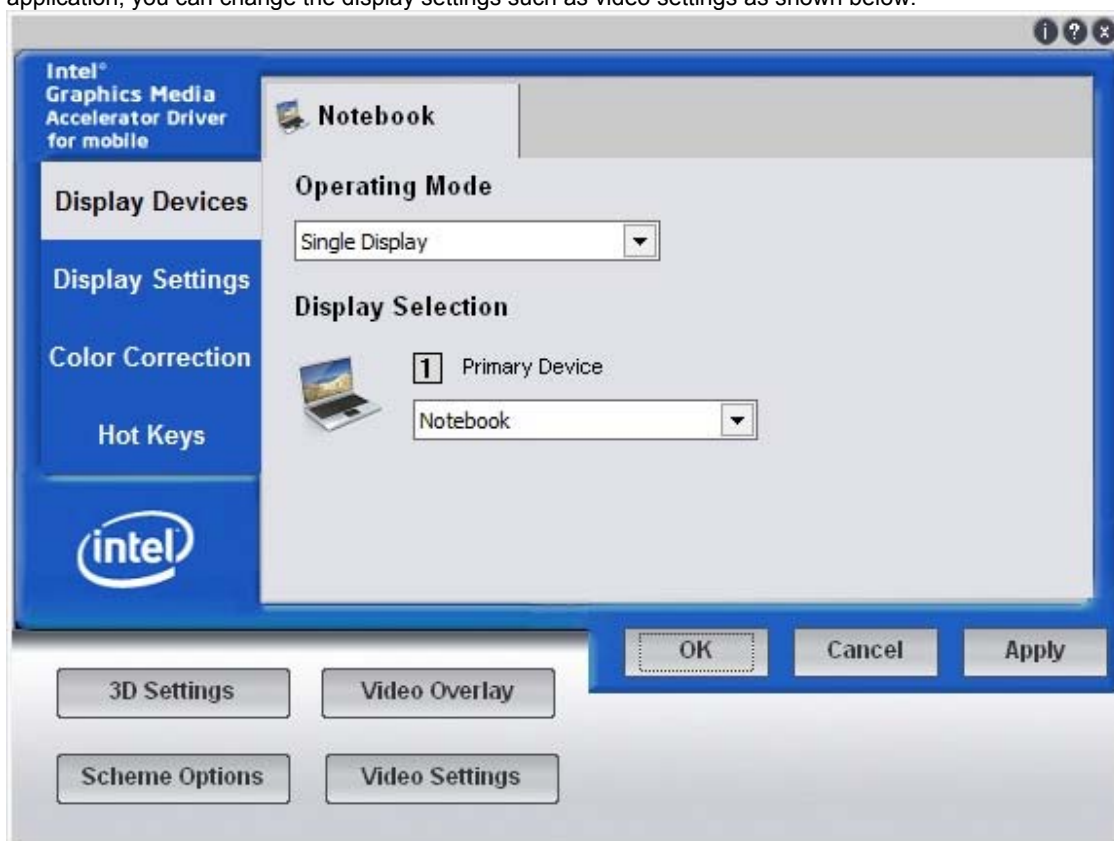 application, you can change the display settings such as video settings as shown below.
Intel®
Graphics Media
Accelerator Driver
for mobile
Notebook
Display Devices
Display Settings
Color Correction
Hot Keys
Operating Mode
Single Display
Display Selection
1 Primary Device
Notebook
intel
OK Cancel Apply
3D Settings Video Overlay
Scheme Options Video Settings